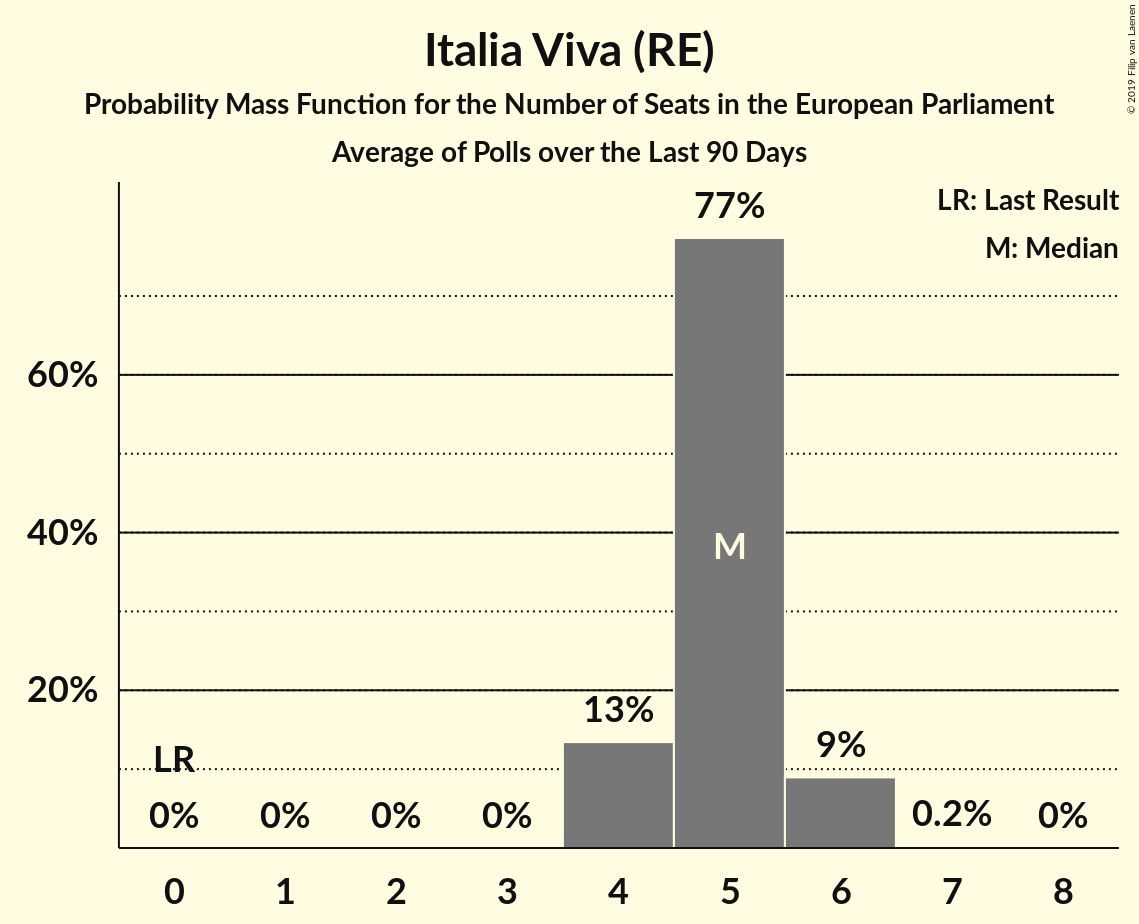 Italia Viva (RE)
Probability Mass Function for the Number of Seats in the European Parliament
Average of Polls over the Last 90 Days
© 2019 Filip van Laenen
LR: Last Result
M: Median
77%
60%
40%
M
20%
13%
9%
LR
0%
0%
0%
0%
0.2%
0%
0
1
2
3
4
5
6
7
8